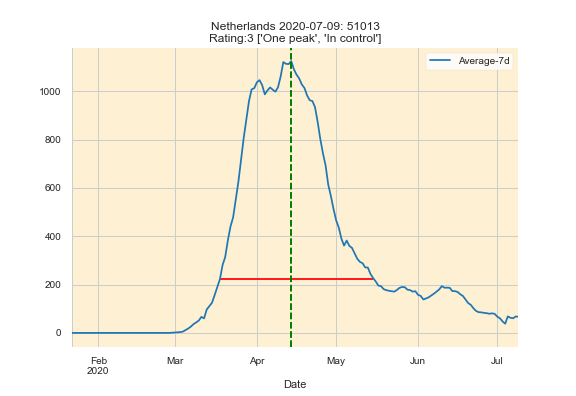 Netherlands 2020-07-09: 51013
Rating:3 ['One peak', 'In control']
Average-7d
1000
800
600
400
200
0
Feb
2020
Mar
Apr
May
Jun
Jul
Date